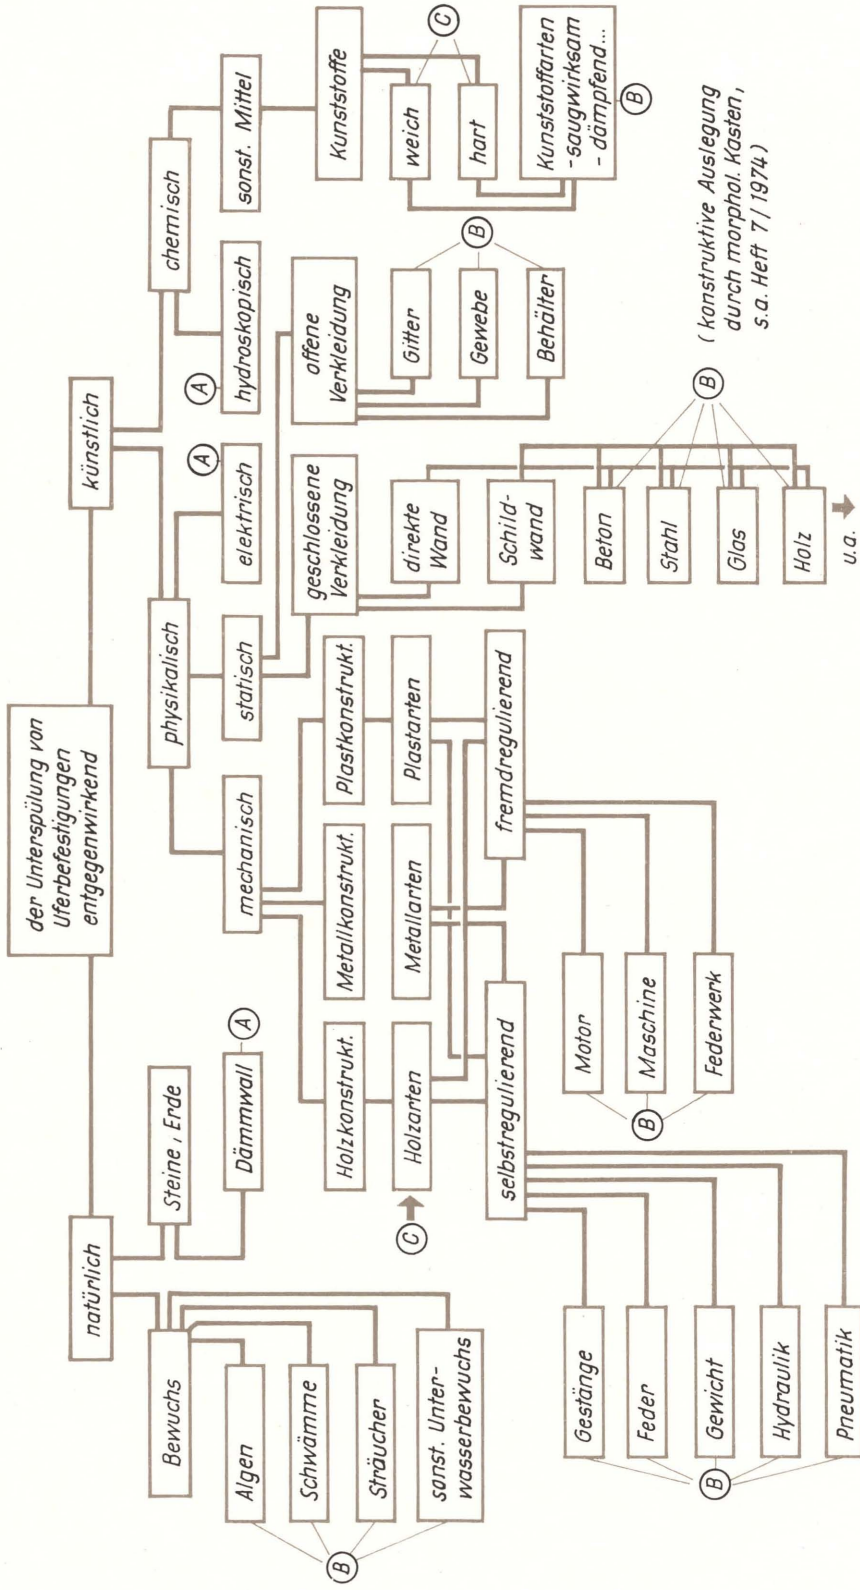 der Unterspülung von
Uferbefestigungen
entgegenwirkend
natürlich
künstlich
Bewuchs
Steine, Erde
physikalisch
chemisch
Algen
Dämmwall
A
mechanisch
statisch
elektrisch
A
hydroskopisch
A
sonst. Mittel
Schwämme
Holzkonstrukt.
Metallkonstrukt.
Plastkonstrukt.
geschlossene
Verkleidung
offene
Verkleidung
Kunststoffe
B
Sträucher
C
Holzarten
Metallarten
Plastarten
direkte
Wand
Gitter
weich
C
sonst. Unter-
wasserbewuchs
selbstregulierend
fremdregulierend
Schild-
wand
Gewebe
B
hart
Gestänge
Motor
Beton
Behälter
Kunststoffarten
-saugwirksam
- dämpfend...
B
Feder
B
Maschine
Stahl
B
Gewicht
Federwerk
Glas
B
(konstruktive Auslegung
durch morphol. Kasten,
s.a. Heft 7/1974)
Hydraulik
Holz
Pneumatik
u.a.